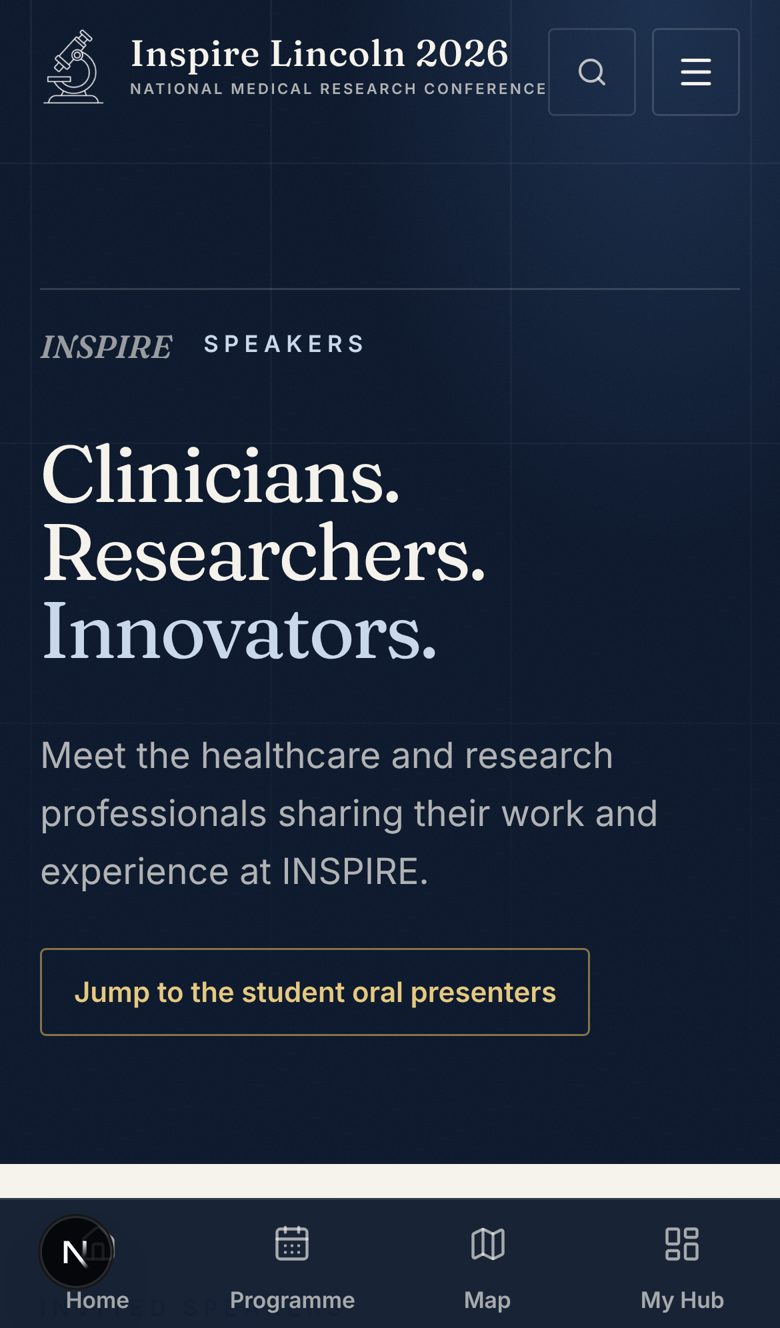 Inspire Lincoln 2026
NATIONAL MEDICAL RESEARCH CONFERENCE
INSPIRE SPEAKERS
Clinicians.
Researchers.
Innovators.
Meet the healthcare and research
professionals sharing their work and
experience at INSPIRE.
Jump to the student oral presenters
N
Home Programme Map My Hub